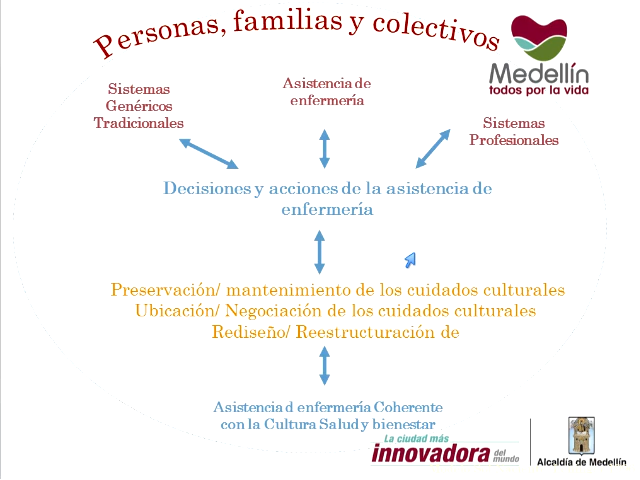 Personas, familias y colectivos
Medellín
todos por la vida
Sistemas
Genéricos
Tradicionales
Asistencia de
enfermería
Sistemas
Profesionales
Decisiones y acciones de la asistencia de
enfermería
Preservación/ mantenimiento de los cuidados culturales
Ubicación/ Negociación de los cuidados culturales
Rediseño/ Reestructuración de
Asistencia d enfermería Coherente
con la Cultura Salud y bienestar
La ciudad más
innovadora del
mundo
Alcaldía de Medellín